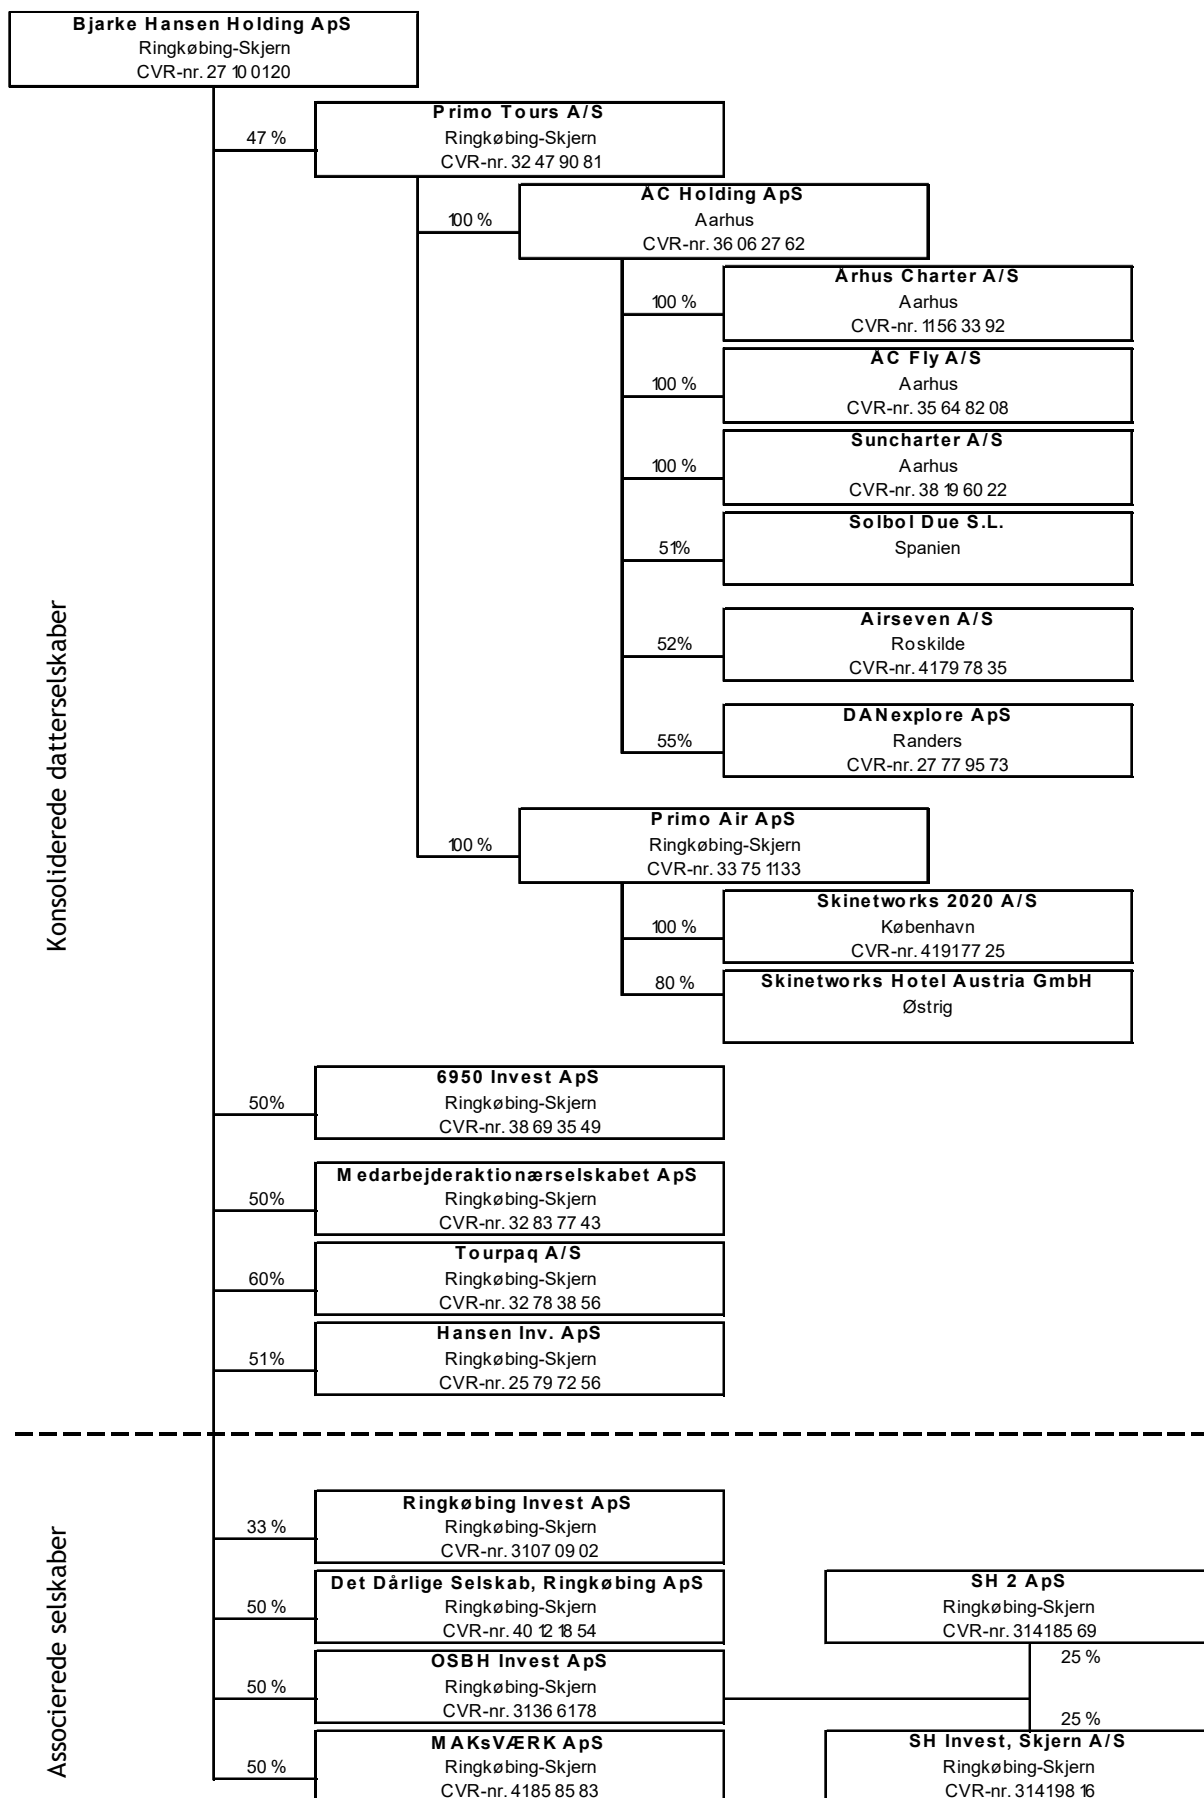 Bjarke Hansen Holding ApS
Ringkøbing-Skjern
CVR-nr. 27 10 01 20
47 %
Primo Tours A/S
Ringkøbing-Skjern
CVR-nr. 32 47 90 81
100 %
ÅC Holding ApS
Aarhus
CVR-nr. 36 06 27 62
100 %
Århus Charter A/S
Aarhus
CVR-nr. 11 56 33 92
100 %
ÅC Fly A/S
Aarhus
CVR-nr. 35 64 82 08
100 %
Suncharter A/S
Aarhus
CVR-nr. 38 19 60 22
51%
Solbol Due S.L.
Spanien
52%
Airseven A/S
Roskilde
CVR-nr. 41 79 78 35
55%
DANexplore ApS
Randers
CVR-nr. 27 77 95 73
100 %
Primo Air ApS
Ringkøbing-Skjern
CVR-nr. 33 75 11 33
100 %
Skinetworks 2020 A/S
København
CVR-nr. 41 91 77 25
80 %
Skinetworks Hotel Austria GmbH
Østrig
50%
6950 Invest ApS
Ringkøbing-Skjern
CVR-nr. 38 69 35 49
50%
Medarbejderaktionærselskabet ApS
Ringkøbing-Skjern
CVR-nr. 32 83 77 43
60%
Tourpaq A/S
Ringkøbing-Skjern
CVR-nr. 32 78 38 56
51%
Hansen Inv. ApS
Ringkøbing-Skjern
CVR-nr. 25 79 72 56
Konsoliderede datterselskaber
33 %
Ringkøbing Invest ApS
Ringkøbing-Skjern
CVR-nr. 31 07 09 02
50 %
Det Dårlige Selskab, Ringkøbing ApS
Ringkøbing-Skjern
CVR-nr. 40 12 18 54
SH 2 ApS
Ringkøbing-Skjern
CVR-nr. 31 41 85 69
25 %
50 %
OSBH Invest ApS
Ringkøbing-Skjern
CVR-nr. 31 36 61 78
25 %
50 %
MAKsVÆRK ApS
Ringkøbing-Skjern
CVR-nr. 41 85 85 83
SH Invest, Skjern A/S
Ringkøbing-Skjern
CVR-nr. 31 41 98 16
Associerede selskaber